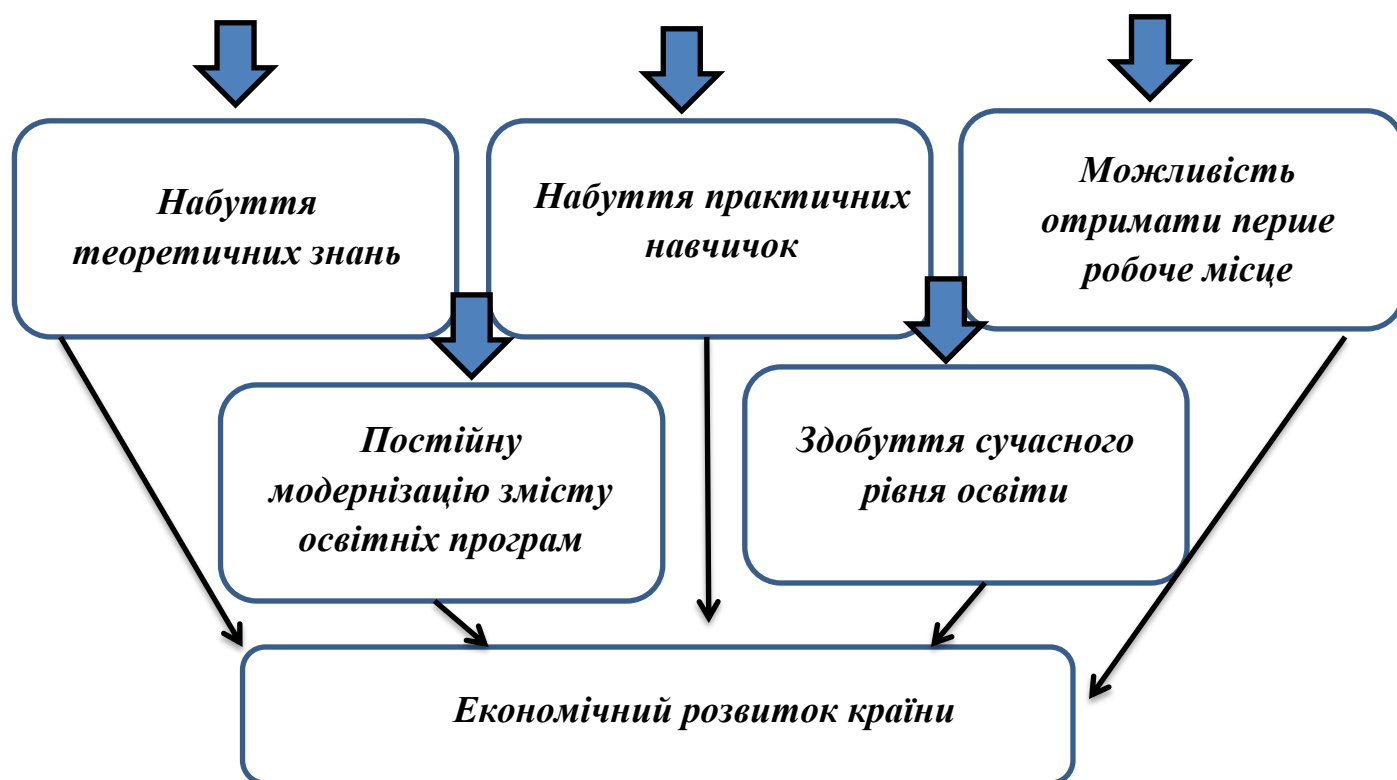 Набуття
теоретичних знань
Набуття практичних
навчичок
Можливість
отримати перше
робоче місце
Постійну
модернізацію змісту
освітніх програм
Здобуття сучасного
рівня освіти
Економічний розвиток країни